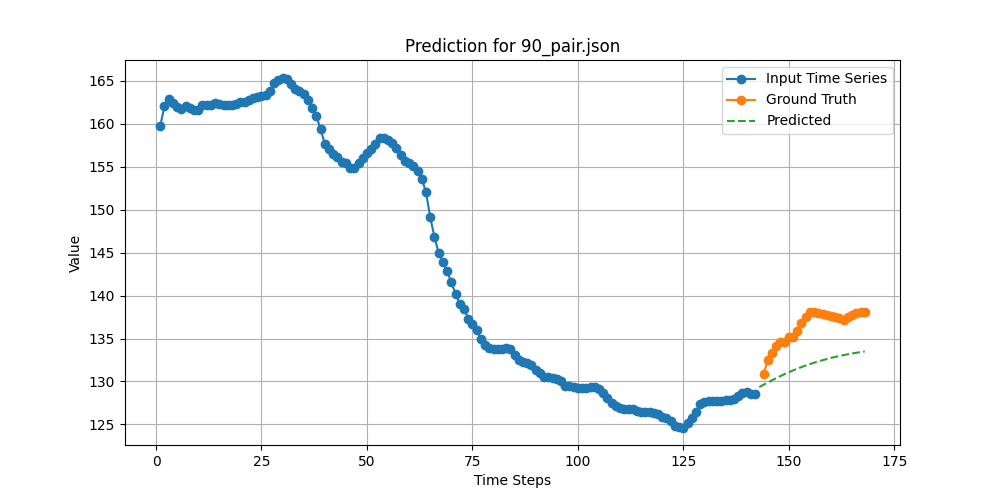 Prediction for 90_pair.json
Input Time Series
Ground Truth
Predicted
Value
165
160
155
150
145
140
135
130
125
0 25 50 75 100 125 150 175
Time Steps